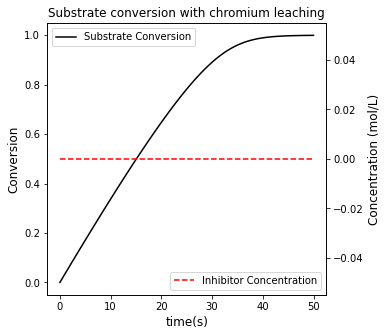 Substrate conversion with chromium leaching
Substrate Conversion
Inhibitor Concentration
Conversion
1.0
0.8
0.6
0.4
0.2
0.0
0.04
0.02
0.00
−0.02
−0.04
Concentration (mol/L)
0 10 20 30 40 50
time(s)